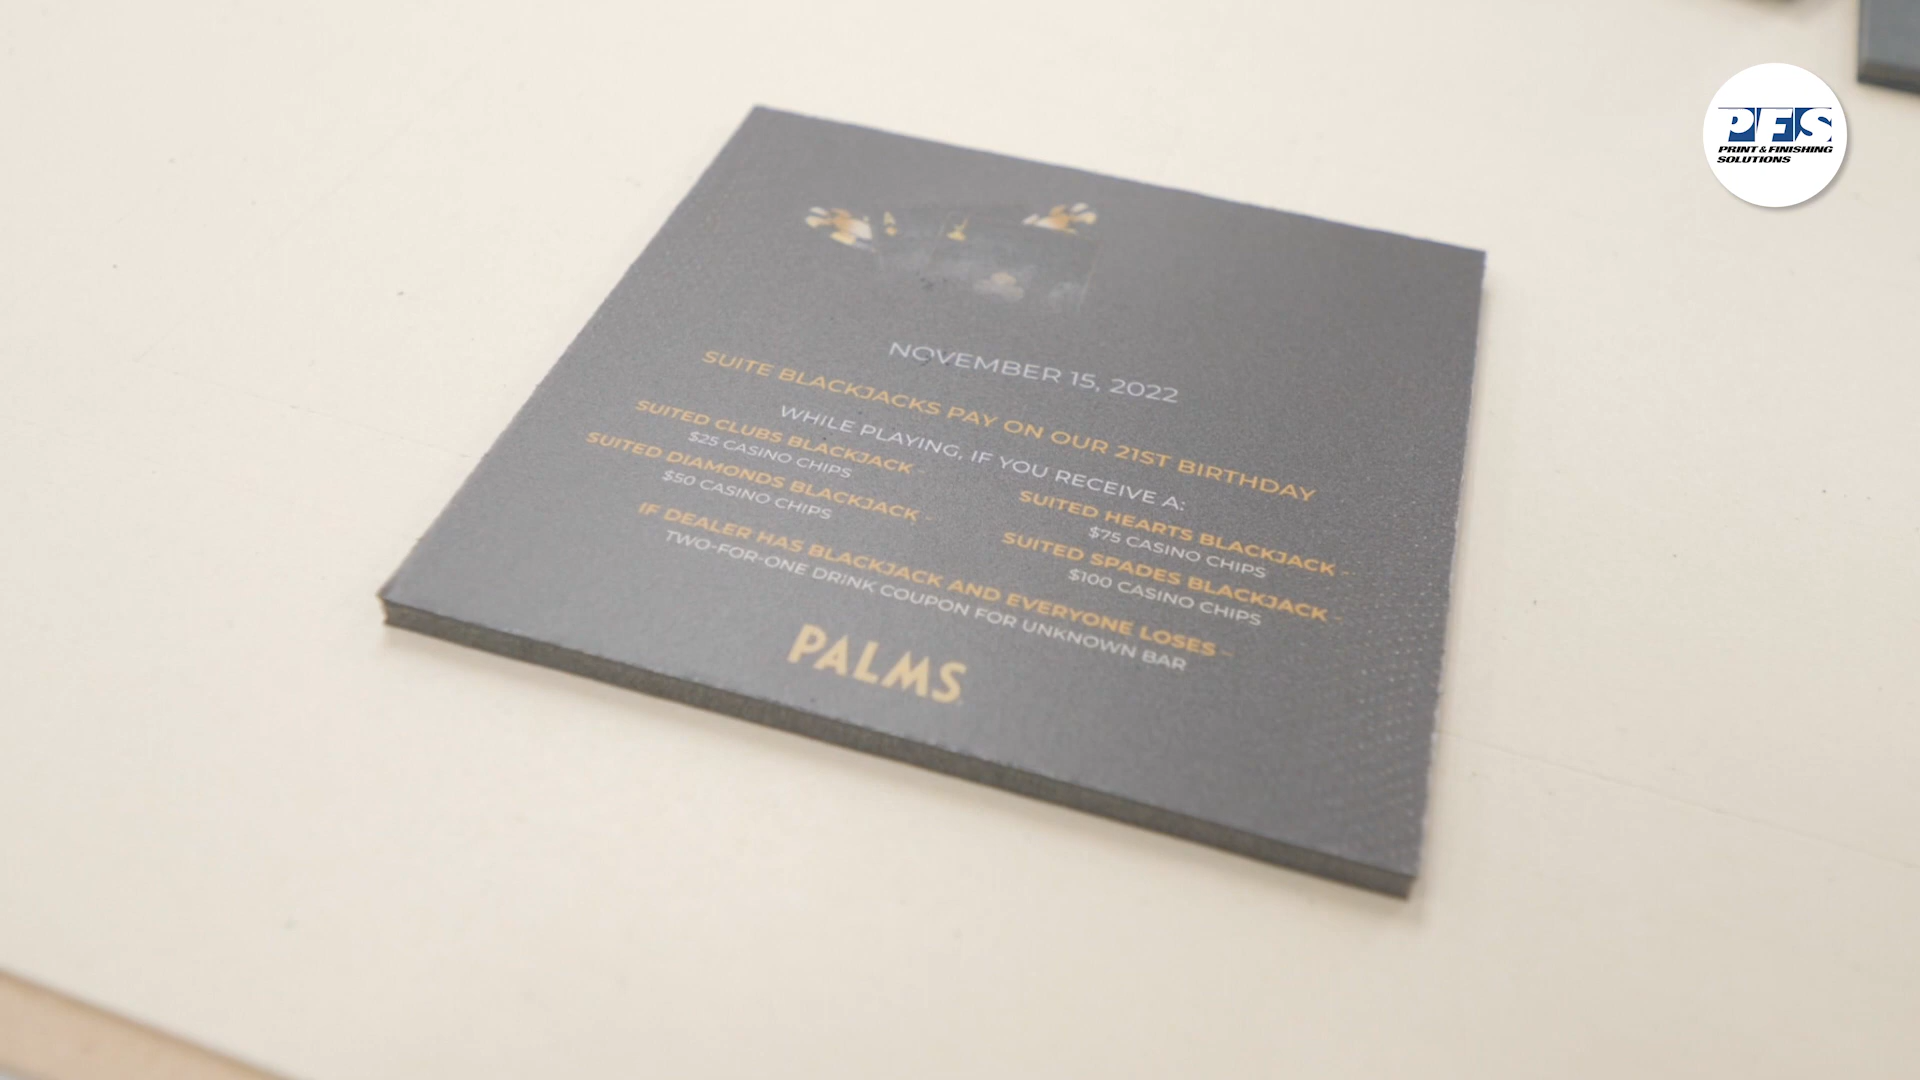 NOVEMBER 15, 2022
SUITE BLACKJACKS PAY ON OUR 21ST BIRTHDAY
WHILE PLAYING, IF YOU RECEIVE A:
SUITED CLUBS BLACKJACK -
$25 CASINO CHIPS
SUITED DIAMONDS BLACKJACK -
$50 CASINO CHIPS
SUITED HEARTS BLACKJACK -
$75 CASINO CHIPS
SUITED SPADES BLACKJACK -
$100 CASINO CHIPS
IF DEALER HAS BLACKJACK AND EVERYONE LOSES -
TWO-FOR-ONE DRINK COUPON FOR UNKNOWN BAR
PALMS
PFS
PRINT & FINISHING
SOLUTIONS